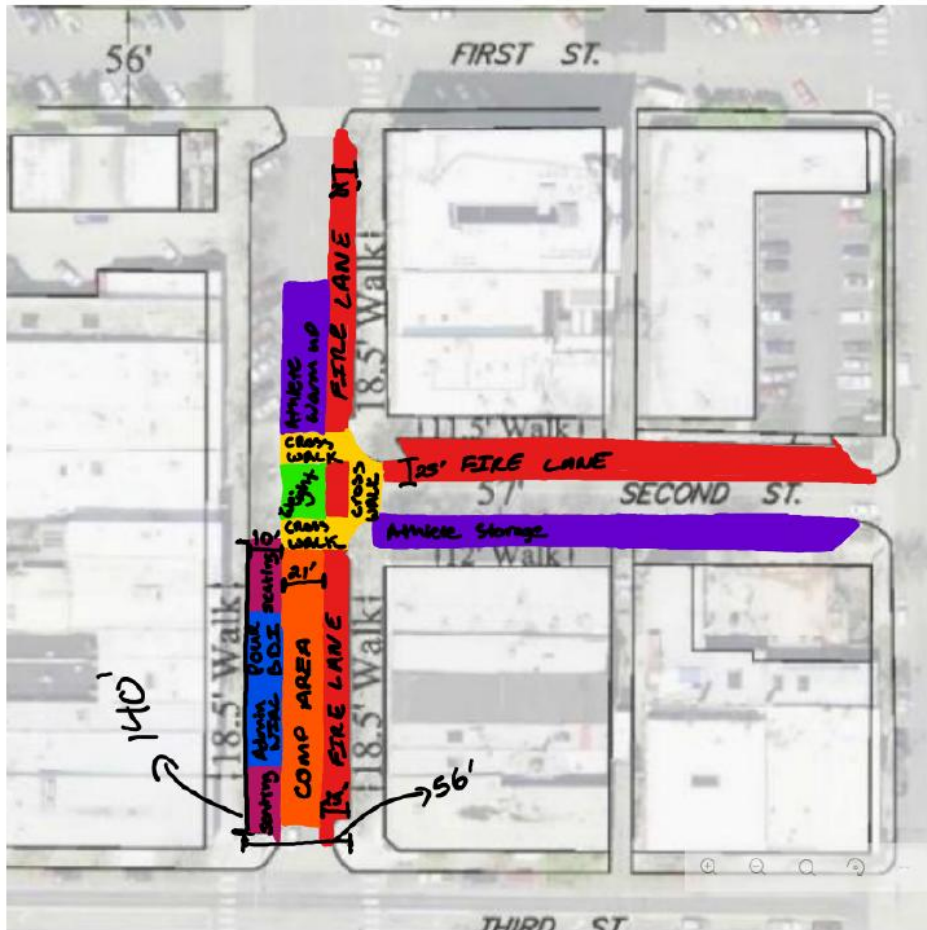 56'
FIRST ST.
FIRE LANE
18.5' Walk
Athlete
Warm up
11.5' Walk
CROSS
WALK
25' FIRE LANE
CROSS
WALK
57'
SECOND ST.
CROSS
WALK
Athlete Storage
12' Walk
10'
seating
21'
18.5' Walk
COMP AREA
FIRE LANE
18.5' Walk
Admin
140'
seating
56'
THIRD ST.